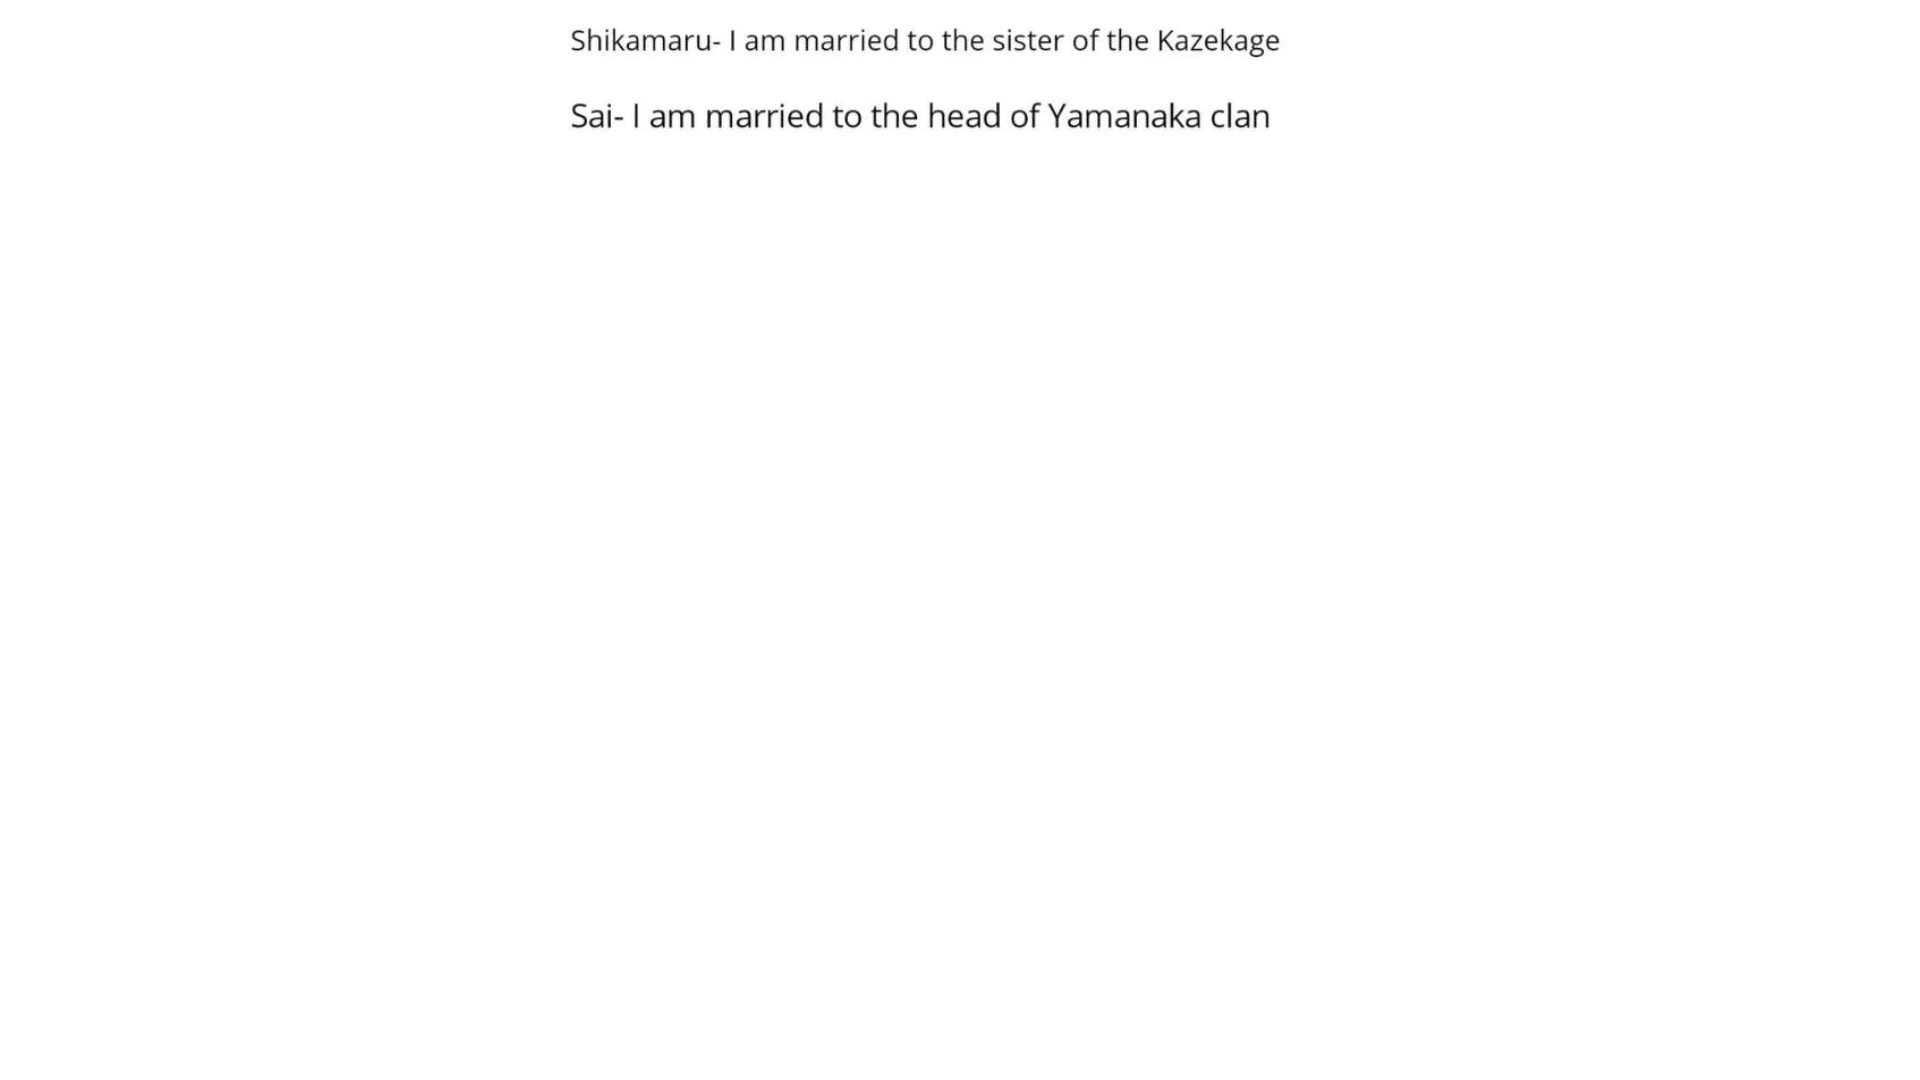 Shikamaru- I am married to the sister of the Kazekage
Sai- I am married to the head of Yamanaka clan